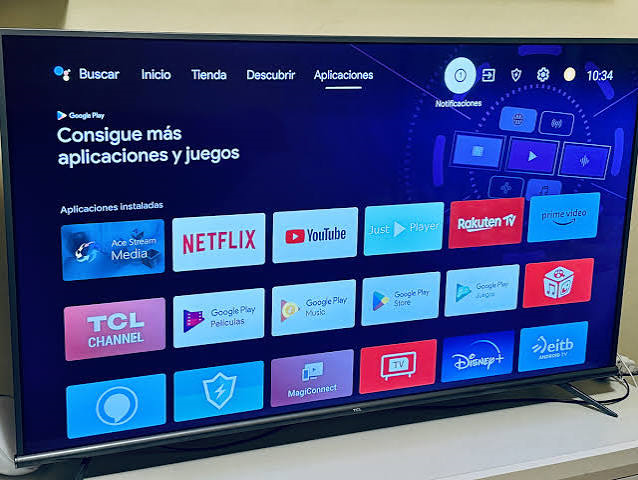 Buscar Inicio Tienda Descubrir Aplicaciones 10:34
Notificaciones
Google Play
Consigue más
aplicaciones y juegos
Aplicaciones instaladas
Ace Stream
Media
NETFLIX
YouTube
Just Player
Rakuten TV
prime video
TCL
CHANNEL
Google Play
Películas
Google Play
Music
Google Play
Store
Google Play
Juegos
MagiConnect
TV
Disney+
eitb
ANDROID TV
TCL